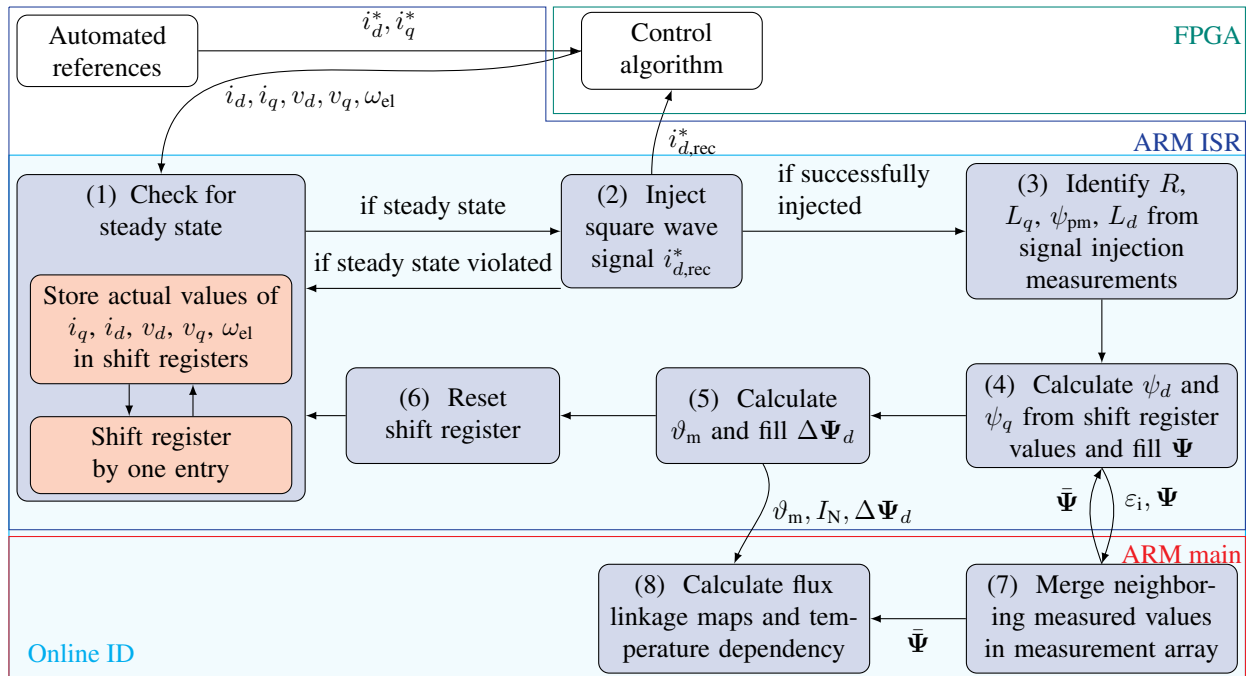 Automated
references
i_d^*, i_q^*
Control
algorithm
FPGA
i_d, i_q, v_d, v_q, ω_el
i_{d,rec}^*
ARM ISR
(1) Check for
steady state
if steady state
(2) Inject
square wave
signal i_{d,rec}^*
if successfully
injected
(3) Identify R,
L_q, ψ_pm, L_d from
signal injection
measurements
if steady state violated
Store actual values of
i_q, i_d, v_d, v_q, ω_el
in shift registers
Shift register
by one entry
(6) Reset
shift register
(5) Calculate
ϑ_m and fill ΔΨ_d
(4) Calculate ψ_d and
ψ_q from shift register
values and fill Ψ
ϑ_m, I_N, ΔΨ_d
Ψ̄
ε_i, Ψ
ARM main
(8) Calculate flux
linkage maps and tem-
perature dependency
Ψ̄
(7) Merge neighbor-
ing measured values
in measurement array
Online ID